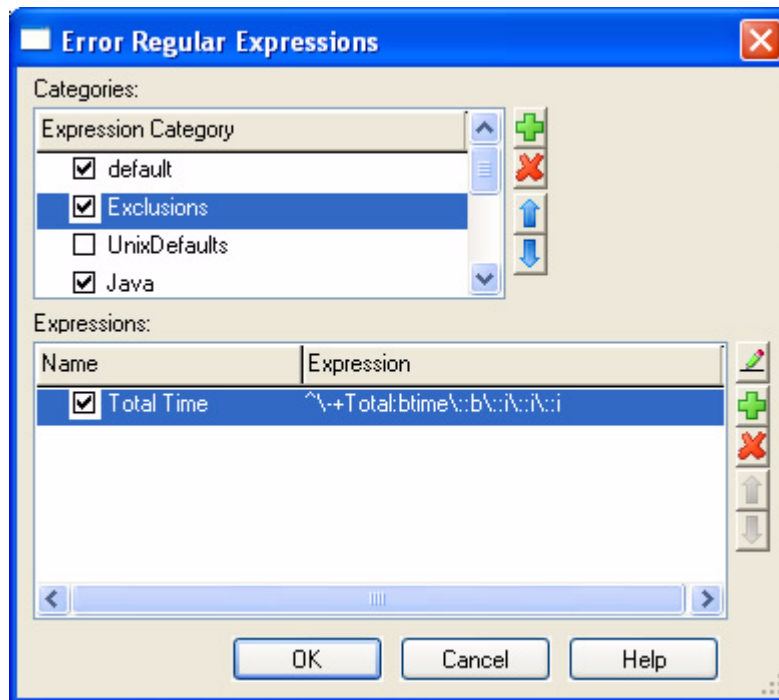 Error Regular Expressions
Categories:
Expression Category
default
Exclusions
UnixDefaults
Java
Expressions:
Name Expression
Total Time ^\-+Total:btime\::b\::i\::i\::i
OK Cancel Help